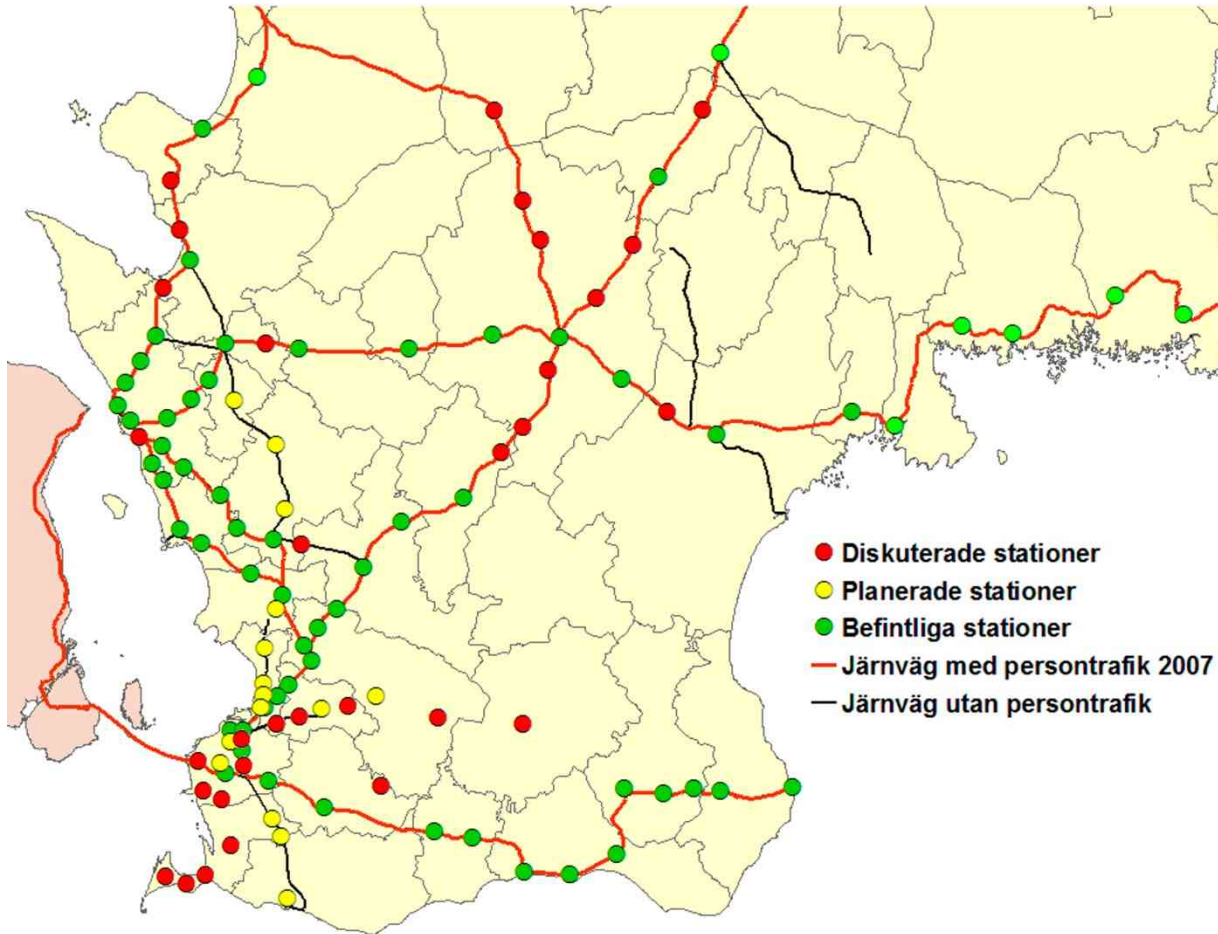 Diskuterade stationer
Planerade stationer
Befintliga stationer
Järnväg med persontrafik 2007
Järnväg utan persontrafik